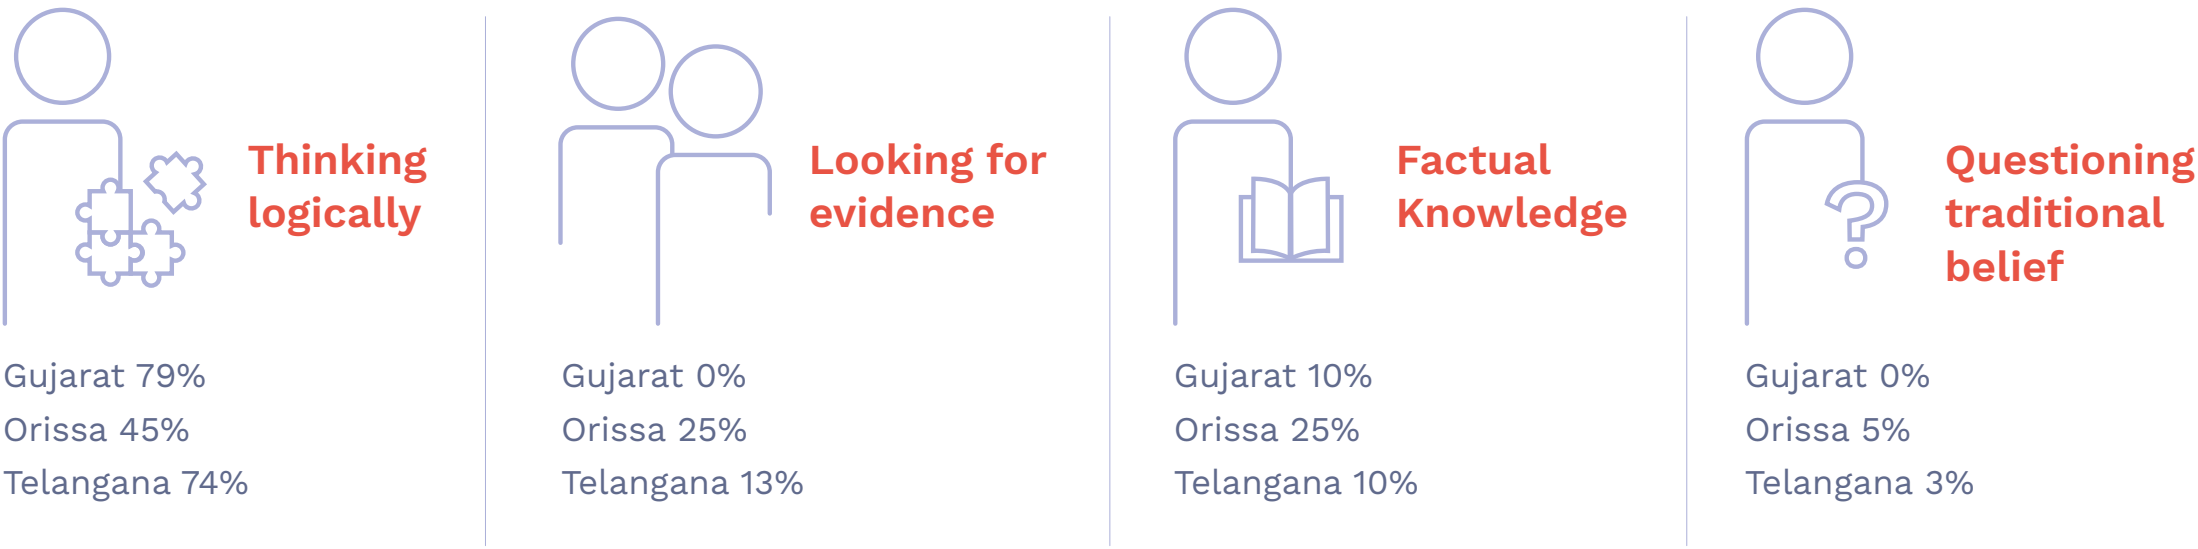 Thinking
logically
Gujarat 79%
Orissa 45%
Telangana 74%
Looking for
evidence
Gujarat 0%
Orissa 25%
Telangana 13%
Factual
Knowledge
Gujarat 10%
Orissa 25%
Telangana 10%
Questioning
traditional
belief
Gujarat 0%
Orissa 5%
Telangana 3%